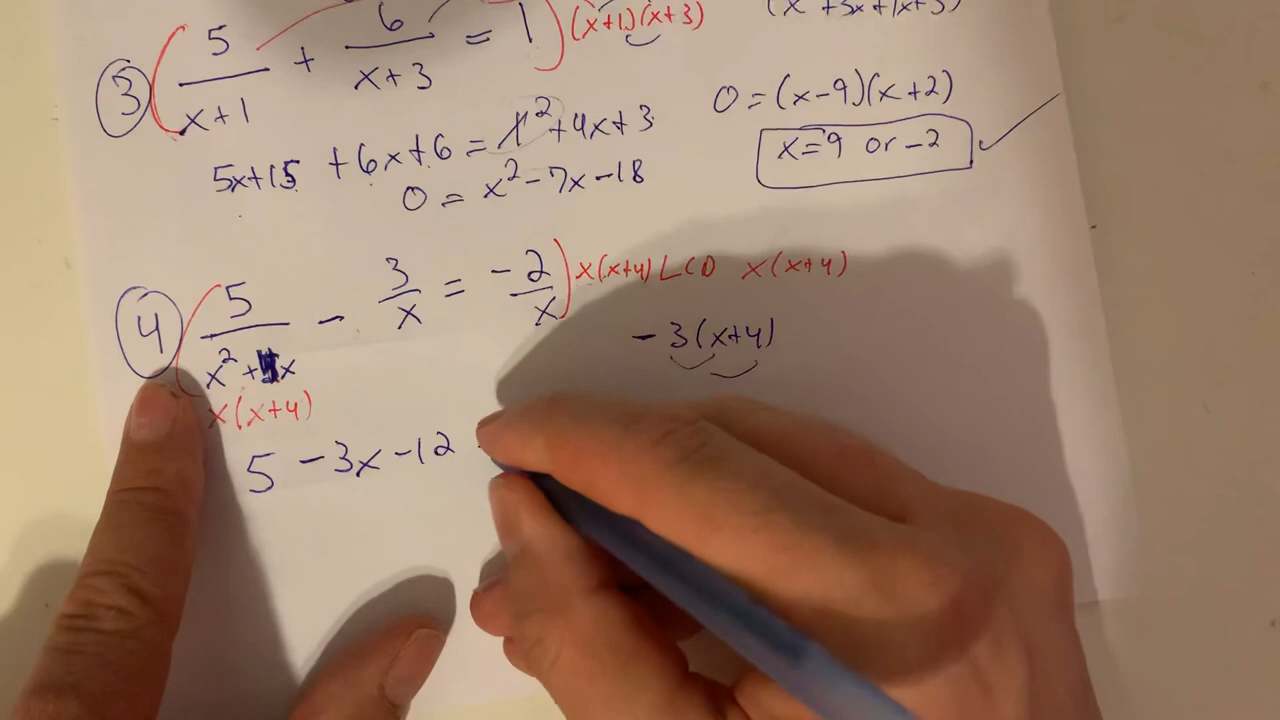 ③ 5/(x+1) + 6/(x+3) = 1 (x+1)(x+3)
5x+15 +6x+6 = x²+4x+3
0 = x²-7x-18
0=(x-9)(x+2)
x=9 or -2 ✓
④ 5/(x²+4x) - 3/x = -2/x x(x+4) LCD x(x+4)
x(x+4)
-3(x+4)
5 -3x -12